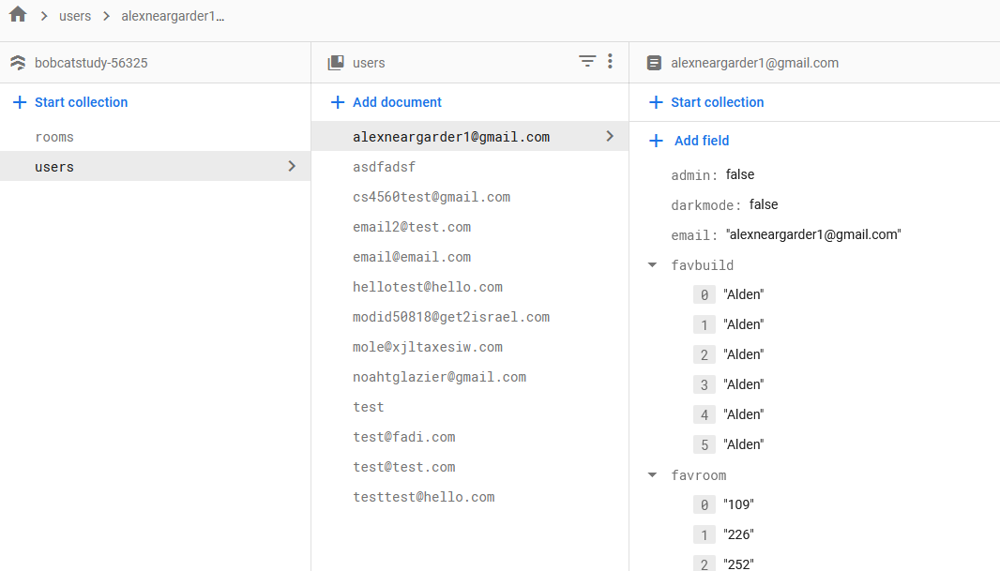 users alexneargarder1...
bobcatstudy-56325
Start collection
rooms
users
users
Add document
alexneargarder1@gmail.com
asdfadsf
cs4560test@gmail.com
email2@test.com
email@email.com
hellotest@hello.com
modid50818@get2israel.com
mole@xjltaxesiw.com
noahtglazier@gmail.com
test
test@fadi.com
test@test.com
testtest@hello.com
alexneargarder1@gmail.com
Start collection
Add field
admin: false
darkmode: false
email: "alexneargarder1@gmail.com"
favbuild
0 "Alden"
1 "Alden"
2 "Alden"
3 "Alden"
4 "Alden"
5 "Alden"
favroom
0 "109"
1 "226"
2 "252"